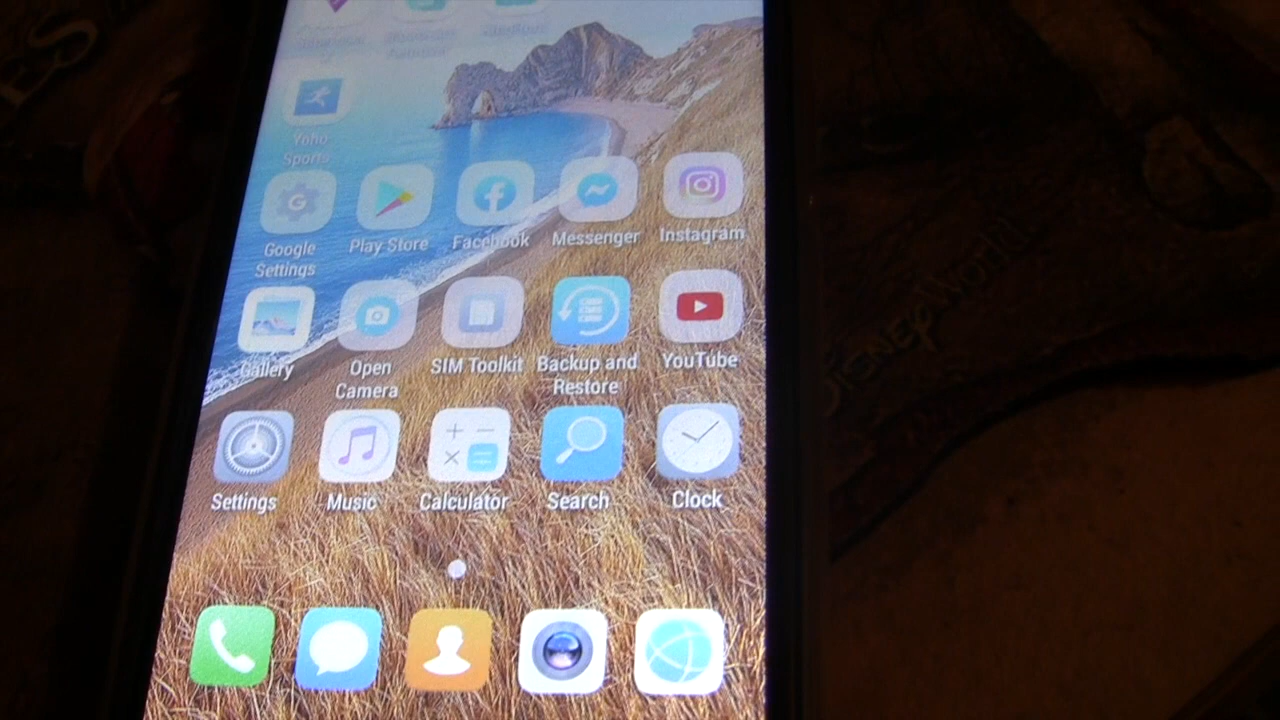 Yoho
Sports
Google
Settings
Play Store
Facebook
Messenger
Instagram
Gallery
Open
Camera
SIM Toolkit
Backup and
Restore
YouTube
Settings
Music
Calculator
Search
Clock